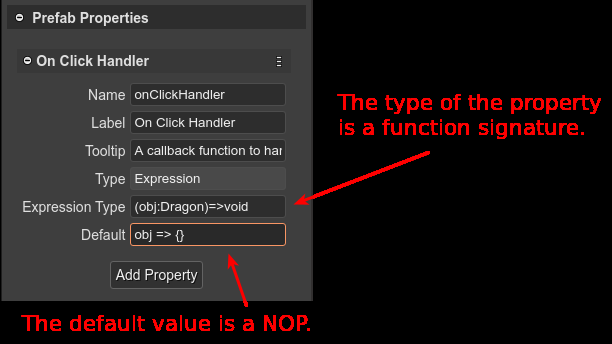 Prefab Properties
On Click Handler
Name onClickHandler
Label On Click Handler
Tooltip A callback function to har
Type Expression
Expression Type (obj:Dragon)=>void
Default obj => {}
Add Property
The type of the property
is a function signature.
The default value is a NOP.